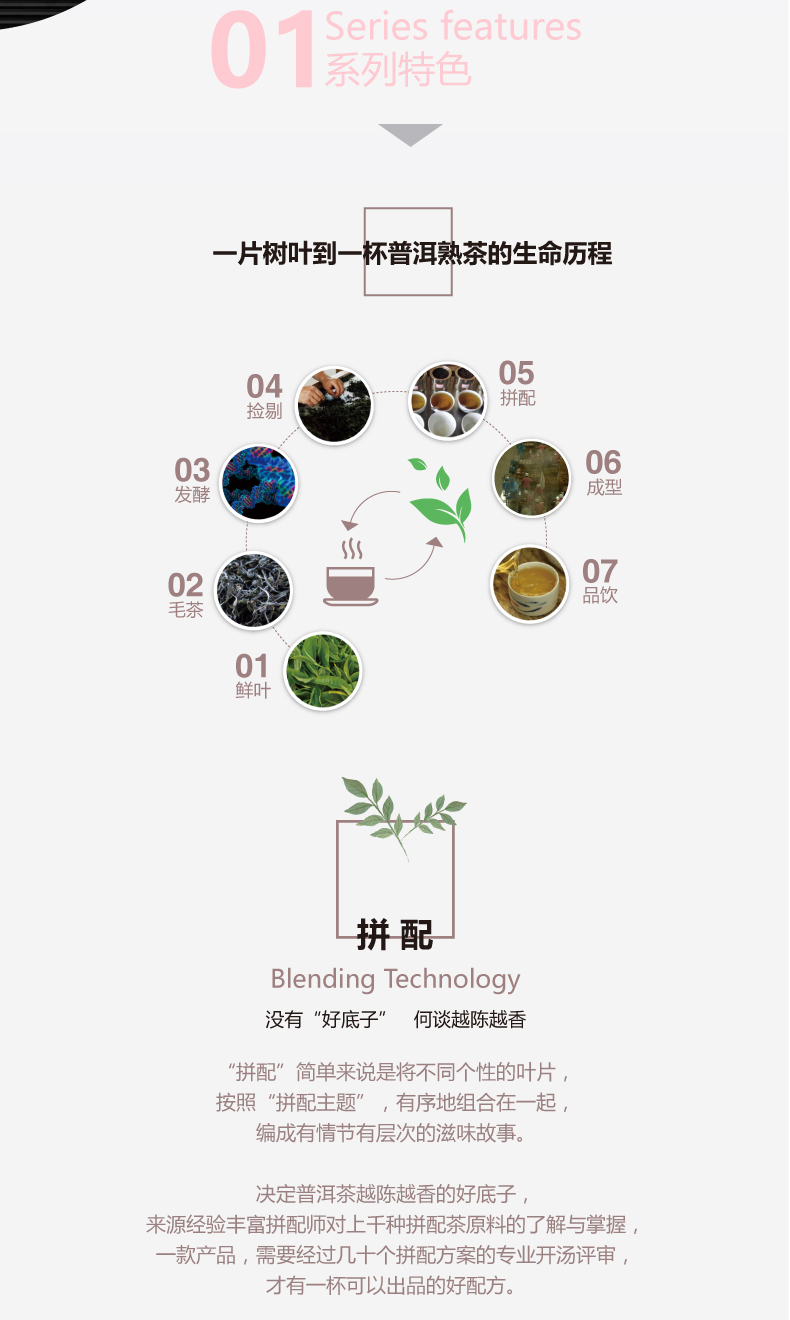 01
Series features
系列特色
一片树叶到一杯普洱熟茶的生命历程
04
捡剔
05
拼配
03
发酵
06
成型
02
毛茶
07
品饮
01
鲜叶
拼 配
Blending Technology
没有“好底子” 何谈越陈越香
“拼配”简单来说是将不同个性的叶片，
按照“拼配主题”，有序地组合在一起，
编成有情节有层次的滋味故事。
决定普洱茶越陈越香的好底子，
来源经验丰富拼配师对上千种拼配茶原料的了解与掌握，
一款产品，需要经过几十个拼配方案的专业开汤评审，
才有一杯可以出品的好配方。